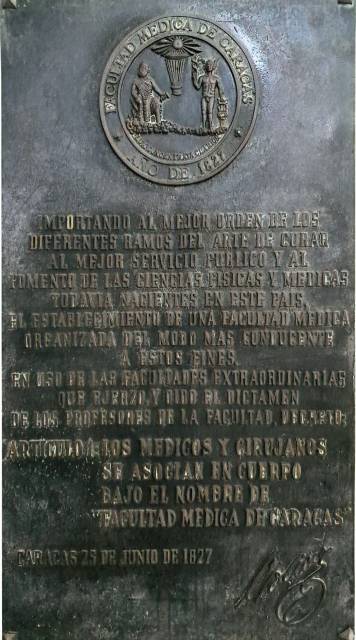 FACULTAD MEDICA DE CARACAS
AÑO DE 1827
IMPORTANDO AL MEJOR ORDEN DE LOS
DIFERENTES RAMOS DEL ARTE DE CURAR
AL MEJOR SERVICIO PUBLICO Y AL
FOMENTO DE LAS CIENCIAS FISICAS Y MEDICAS
TODAVIA NACIENTES EN ESTE PAIS.
EL ESTABLECIMIENTO DE UNA FACULTAD MEDICA
ORGANIZADA DEL MODO MAS CONDUCENTE
A ESTOS FINES.
EN USO DE LAS FACULTADES EXTRAORDINARIAS
QUE EJERZO, Y OIDO EL DICTAMEN
DE LOS PROFESORES DE LA FACULTAD, DECRETO:
ARTICULO 1: LOS MEDICOS Y CIRUJANOS
SE ASOCIAN EN CUERPO
BAJO EL NOMBRE DE
"FACULTAD MEDICA DE CARACAS"
CARACAS 25 DE JUNIO DE 1827